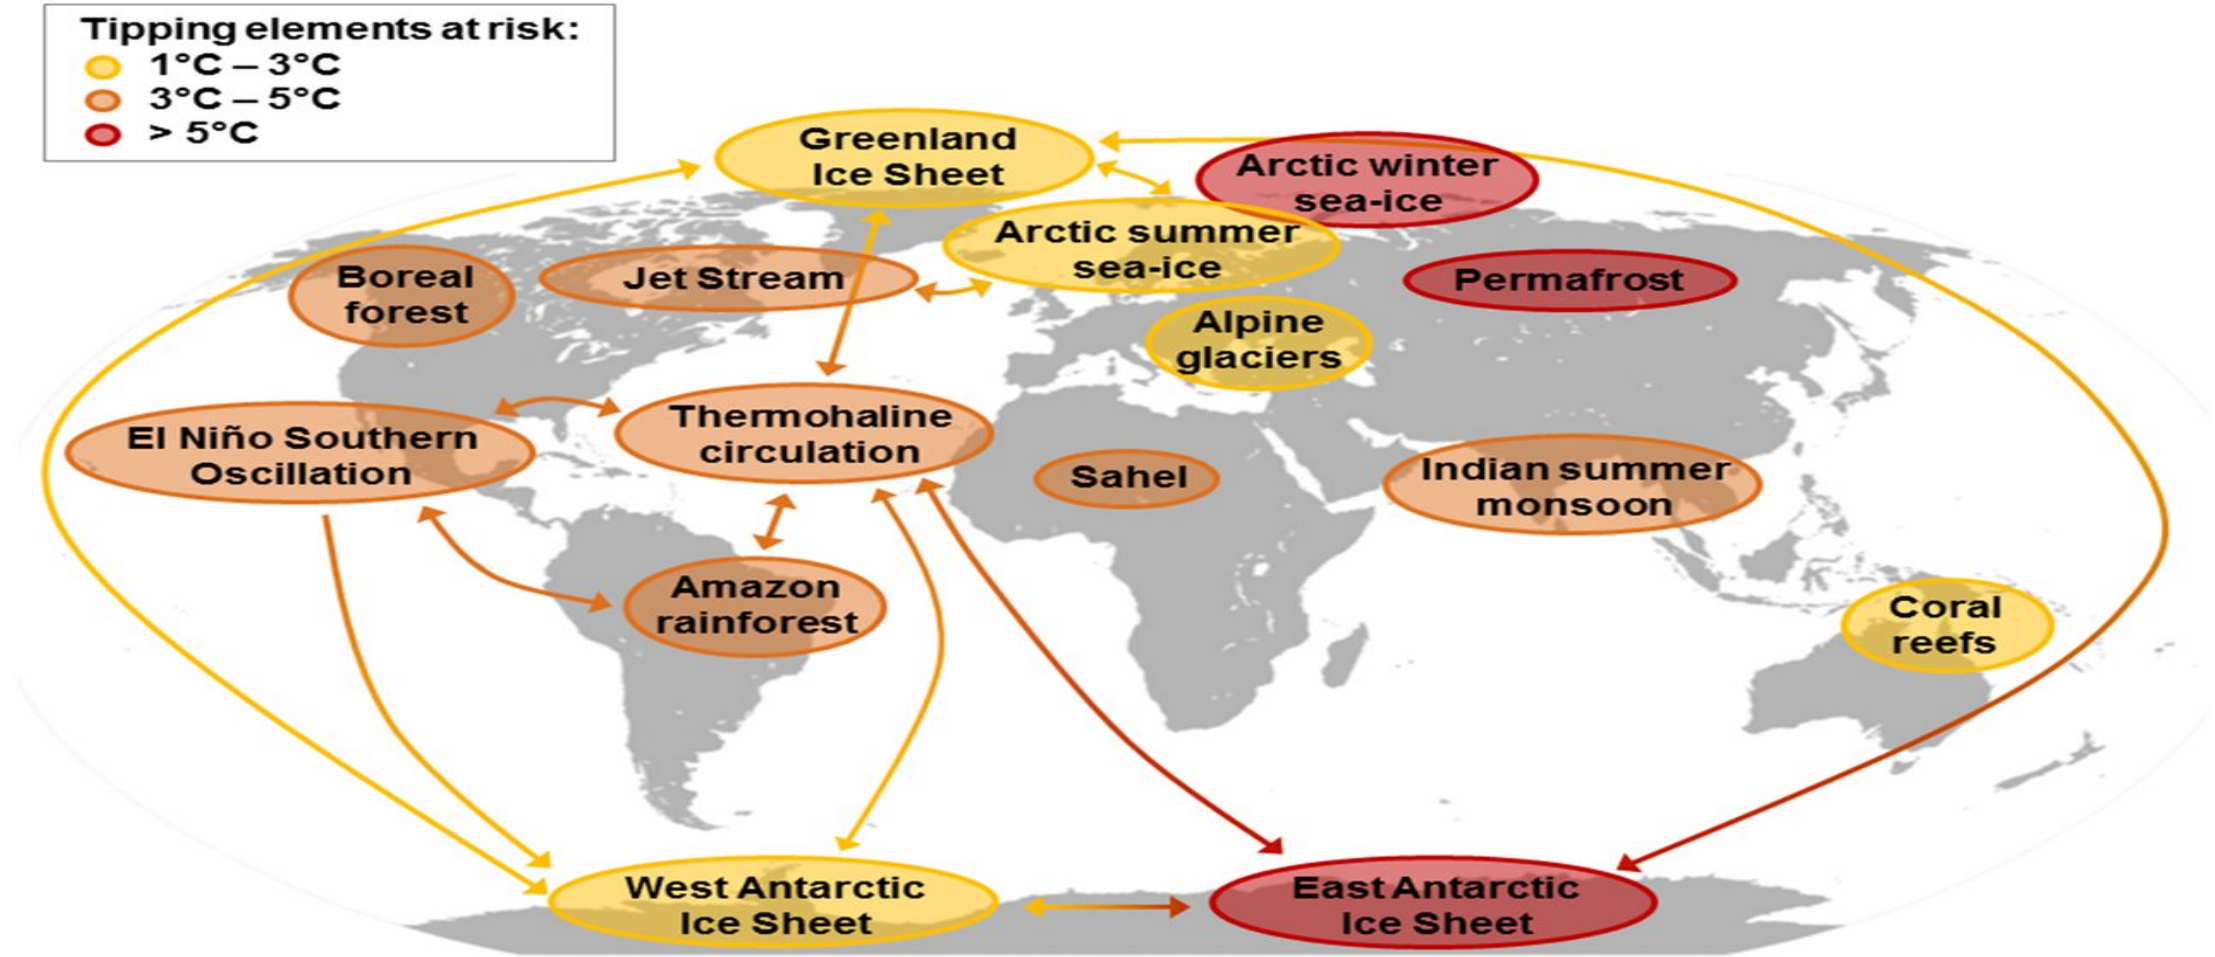 Tipping elements at risk:
1°C – 3°C
3°C – 5°C
> 5°C
Greenland
Ice Sheet
Arctic winter
sea-ice
Arctic summer
sea-ice
Boreal
forest
Jet Stream
Permafrost
Alpine
glaciers
El Niño Southern
Oscillation
Thermohaline
circulation
Sahel
Indian summer
monsoon
Amazon
rainforest
Coral
reefs
West Antarctic
Ice Sheet
East Antarctic
Ice Sheet